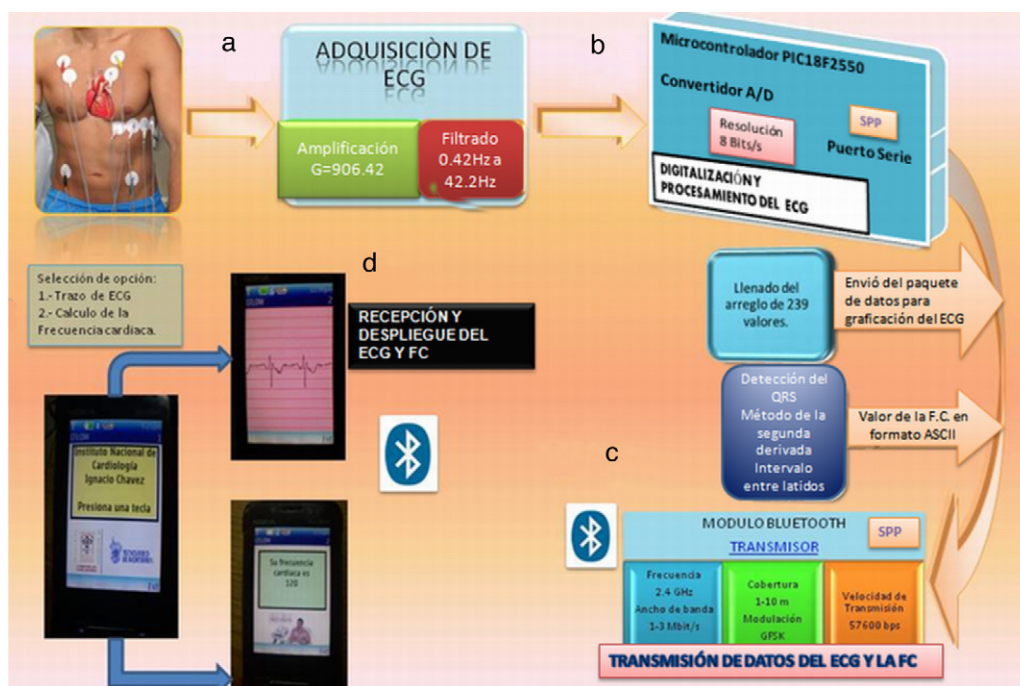 a
ADQUISICIÒN DE
ECG
Amplificación
G=906.42
Filtrado
0.42Hz a
42.2Hz
b
Microcontrolador PIC18F2550
Convertidor A/D
Resolución
8 Bits/s
SPP
Puerto Serie
DIGITALIZACIÓN Y
PROCESAMIENTO DEL ECG
Llenado del
arreglo de 239
valores.
Envió del paquete
de datos para
graficación del ECG
Detección del
QRS
Método de la
segunda
derivada
Intervalo
entre latidos
Valor de la F.C. en
formato ASCII
c
MODULO BLUETOOTH
TRANSMISOR
SPP
Frecuencia
2.4 GHz
Ancho de banda
1-3 Mbit/s
Cobertura
1-10 m
Modulación
GFSK
Velocidad de
Transmisión
57600 bps
TRANSMISIÓN DE DATOS DEL ECG Y LA FC
d
RECEPCIÓN Y
DESPLIEGUE DEL
ECG Y FC
Selección de opción:
1.- Trazo de ECG
2.- Calculo de la
Frecuencia cardiaca.
Instituto Nacional de
Cardiología
Ignacio Chavez
Presiona una tecla
Su frecuencia
cardiaca es
120